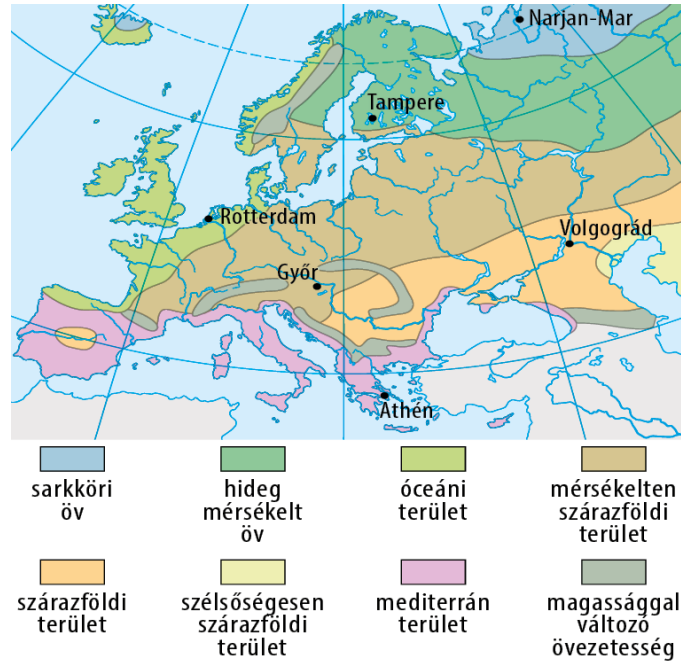 Narjan-Mar
Tampere
Rotterdam
Volgográd
Győr
Athén
sarkköri
öv
hideg
mérsékelt
öv
óceáni
terület
mérsékelten
szárazföldi
terület
szárazföldi
terület
szélsőségesen
szárazföldi
terület
mediterrán
terület
magassággal
változó
övezetesség